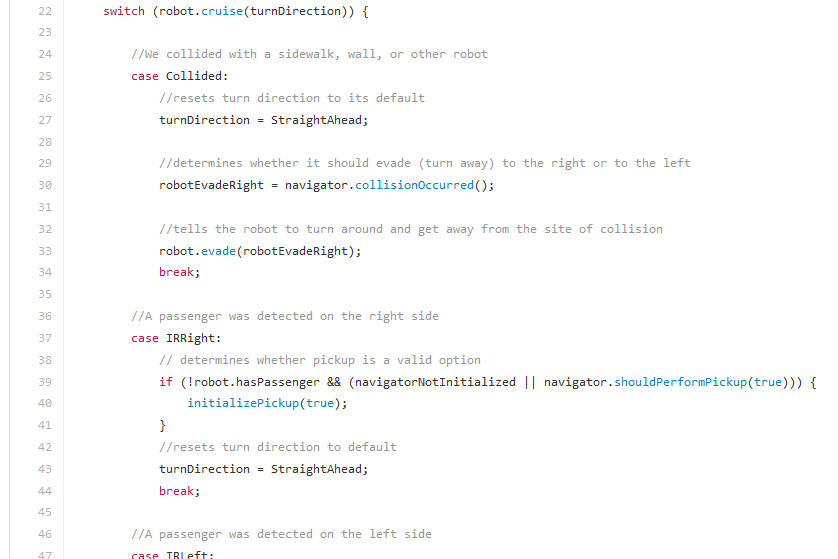 22 switch (robot.cruise(turnDirection)) {
23
24 //We collided with a sidewalk, wall, or other robot
25 case Collided:
26 //resets turn direction to its default
27 turnDirection = StraightAhead;
28
29 //determines whether it should evade (turn away) to the right or to the left
30 robotEvadeRight = navigator.collisionOccurred();
31
32 //tells the robot to turn around and get away from the site of collision
33 robot.evade(robotEvadeRight);
34 break;
35
36 //A passenger was detected on the right side
37 case IRRight:
38 // determines whether pickup is a valid option
39 if (!robot.hasPassenger && (navigatorNotInitialized || navigator.shouldPerformPickup(true))) {
40 initializePickup(true);
41 }
42 //resets turn direction to default
43 turnDirection = StraightAhead;
44 break;
45
46 //A passenger was detected on the left side
47 case IRLeft: